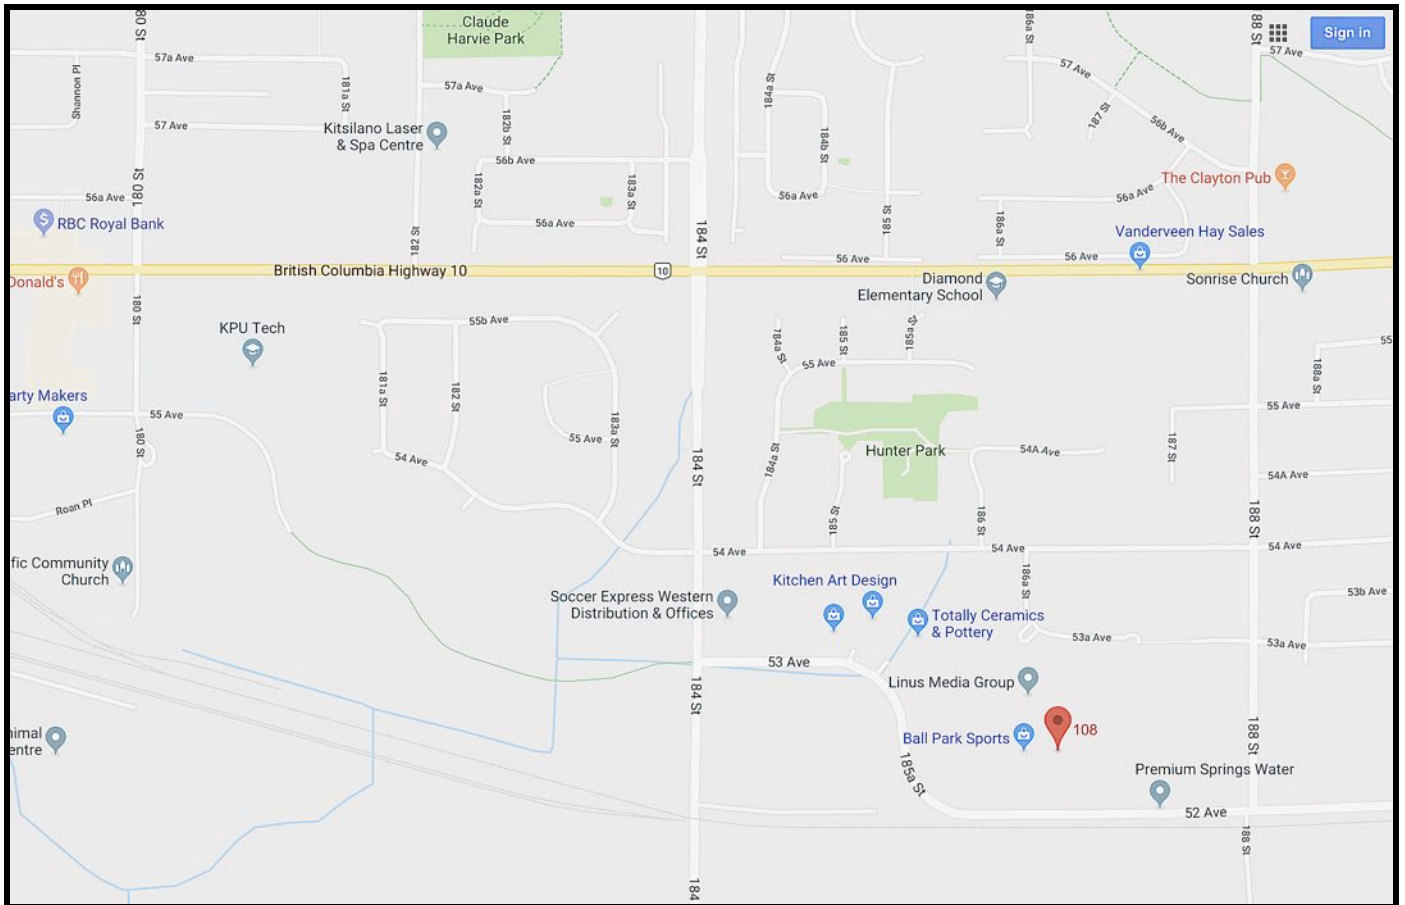 80 St
Claude
Harvie Park
186a St
88 St
Sign in
57 Ave
57a Ave
Shannon Pl
181a St
57a Ave
184a St
57 Ave
187 St
57 Ave
Kitsilano Laser
& Spa Centre
182b St
184b St
56b Ave
56b Ave
180 St
182a St
183a St
56a Ave
56a Ave
56a Ave
The Clayton Pub
56a Ave
RBC Royal Bank
182 St
56a Ave
184 St
185 St
186a St
Vanderveen Hay Sales
56 Ave
56 Ave
British Columbia Highway 10
10
Donald's
Diamond
Elementary School
Sonrise Church
180 St
KPU Tech
55b Ave
184a St
185 St
185a St
55
55 Ave
181a St
182 St
188a St
arty Makers
55 Ave
183a St
55 Ave
180 St
55 Ave
187 St
54 Ave
184 St
184a St
Hunter Park
54A Ave
54A Ave
Roan Pl
185 St
186 St
188 St
54 Ave
54 Ave
54 Ave
fic Community
Church
186a St
Kitchen Art Design
Soccer Express Western
Distribution & Offices
53b Ave
Totally Ceramics
& Pottery
53a Ave
53a Ave
53 Ave
184 St
Linus Media Group
108
Ball Park Sports
188 St
nimal
entre
185a St
Premium Springs Water
52 Ave
188 St
184